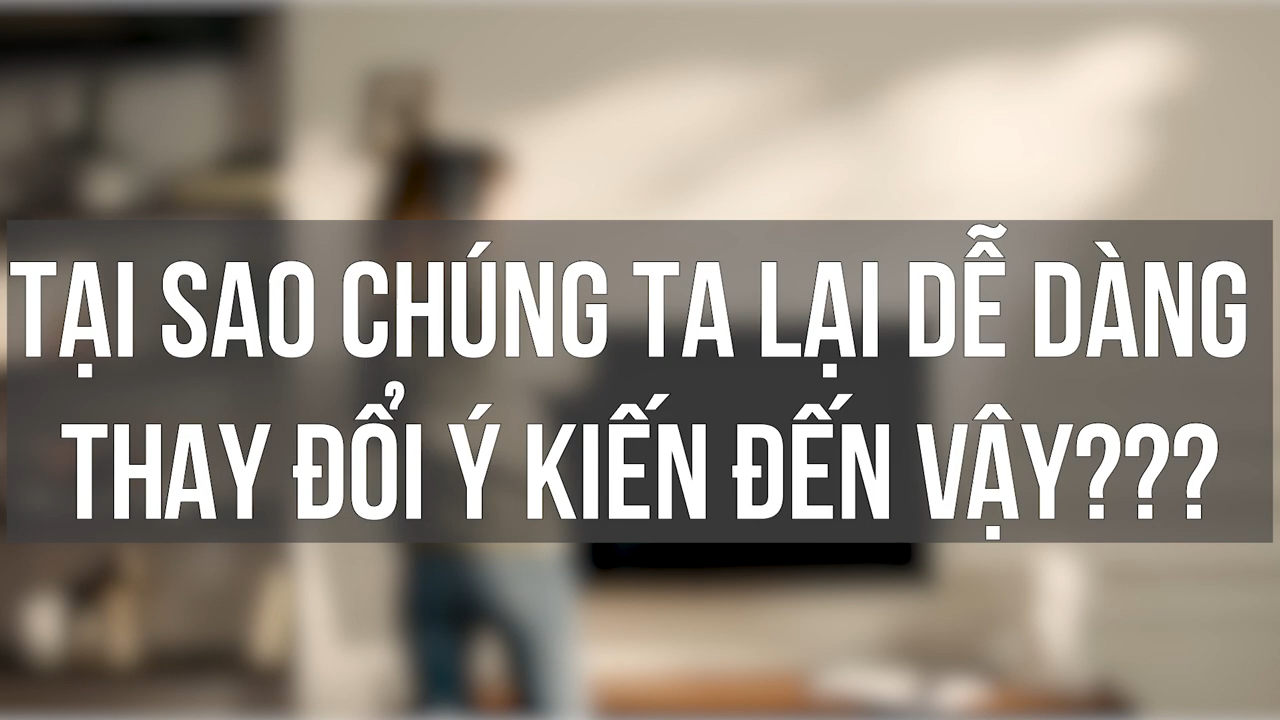 TẠI SAO CHÚNG TA LẠI DỄ DÀNG
THAY ĐỔI Ý KIẾN ĐẾN VẬY???